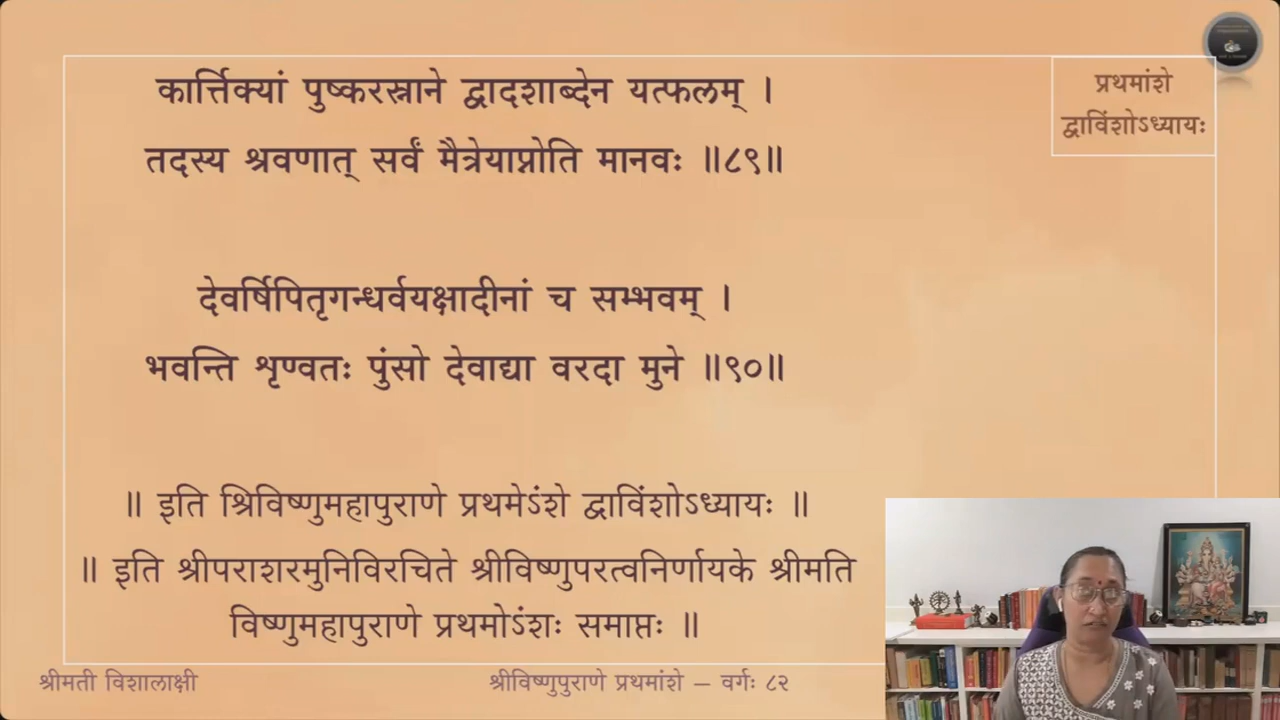 कार्त्तिक्यां पुष्करस्नाने द्वादशाब्देन यत्फलम् ।
तदस्य श्रवणात् सर्वं मैत्रेयाप्नोति मानवः ॥८९॥
देवर्षिपितृगन्धर्वयक्षादीनां च सम्भवम् ।
भवन्ति शृण्वतः पुंसो देवाद्या वरदा मुने ॥९०॥
॥ इति श्रिविष्णुमहापुराणे प्रथमेऽंशे द्वाविंशोऽध्यायः ॥
॥ इति श्रीपराशरमुनिविरचिते श्रीविष्णुपरत्वनिर्णायके श्रीमति
विष्णुमहापुराणे प्रथमोऽंशः समाप्तः ॥
प्रथमांशे
द्वाविंशोऽध्यायः
श्रीमती विशालाक्षी
श्रीविष्णुपुराणे प्रथमांशे – वर्गः ८२